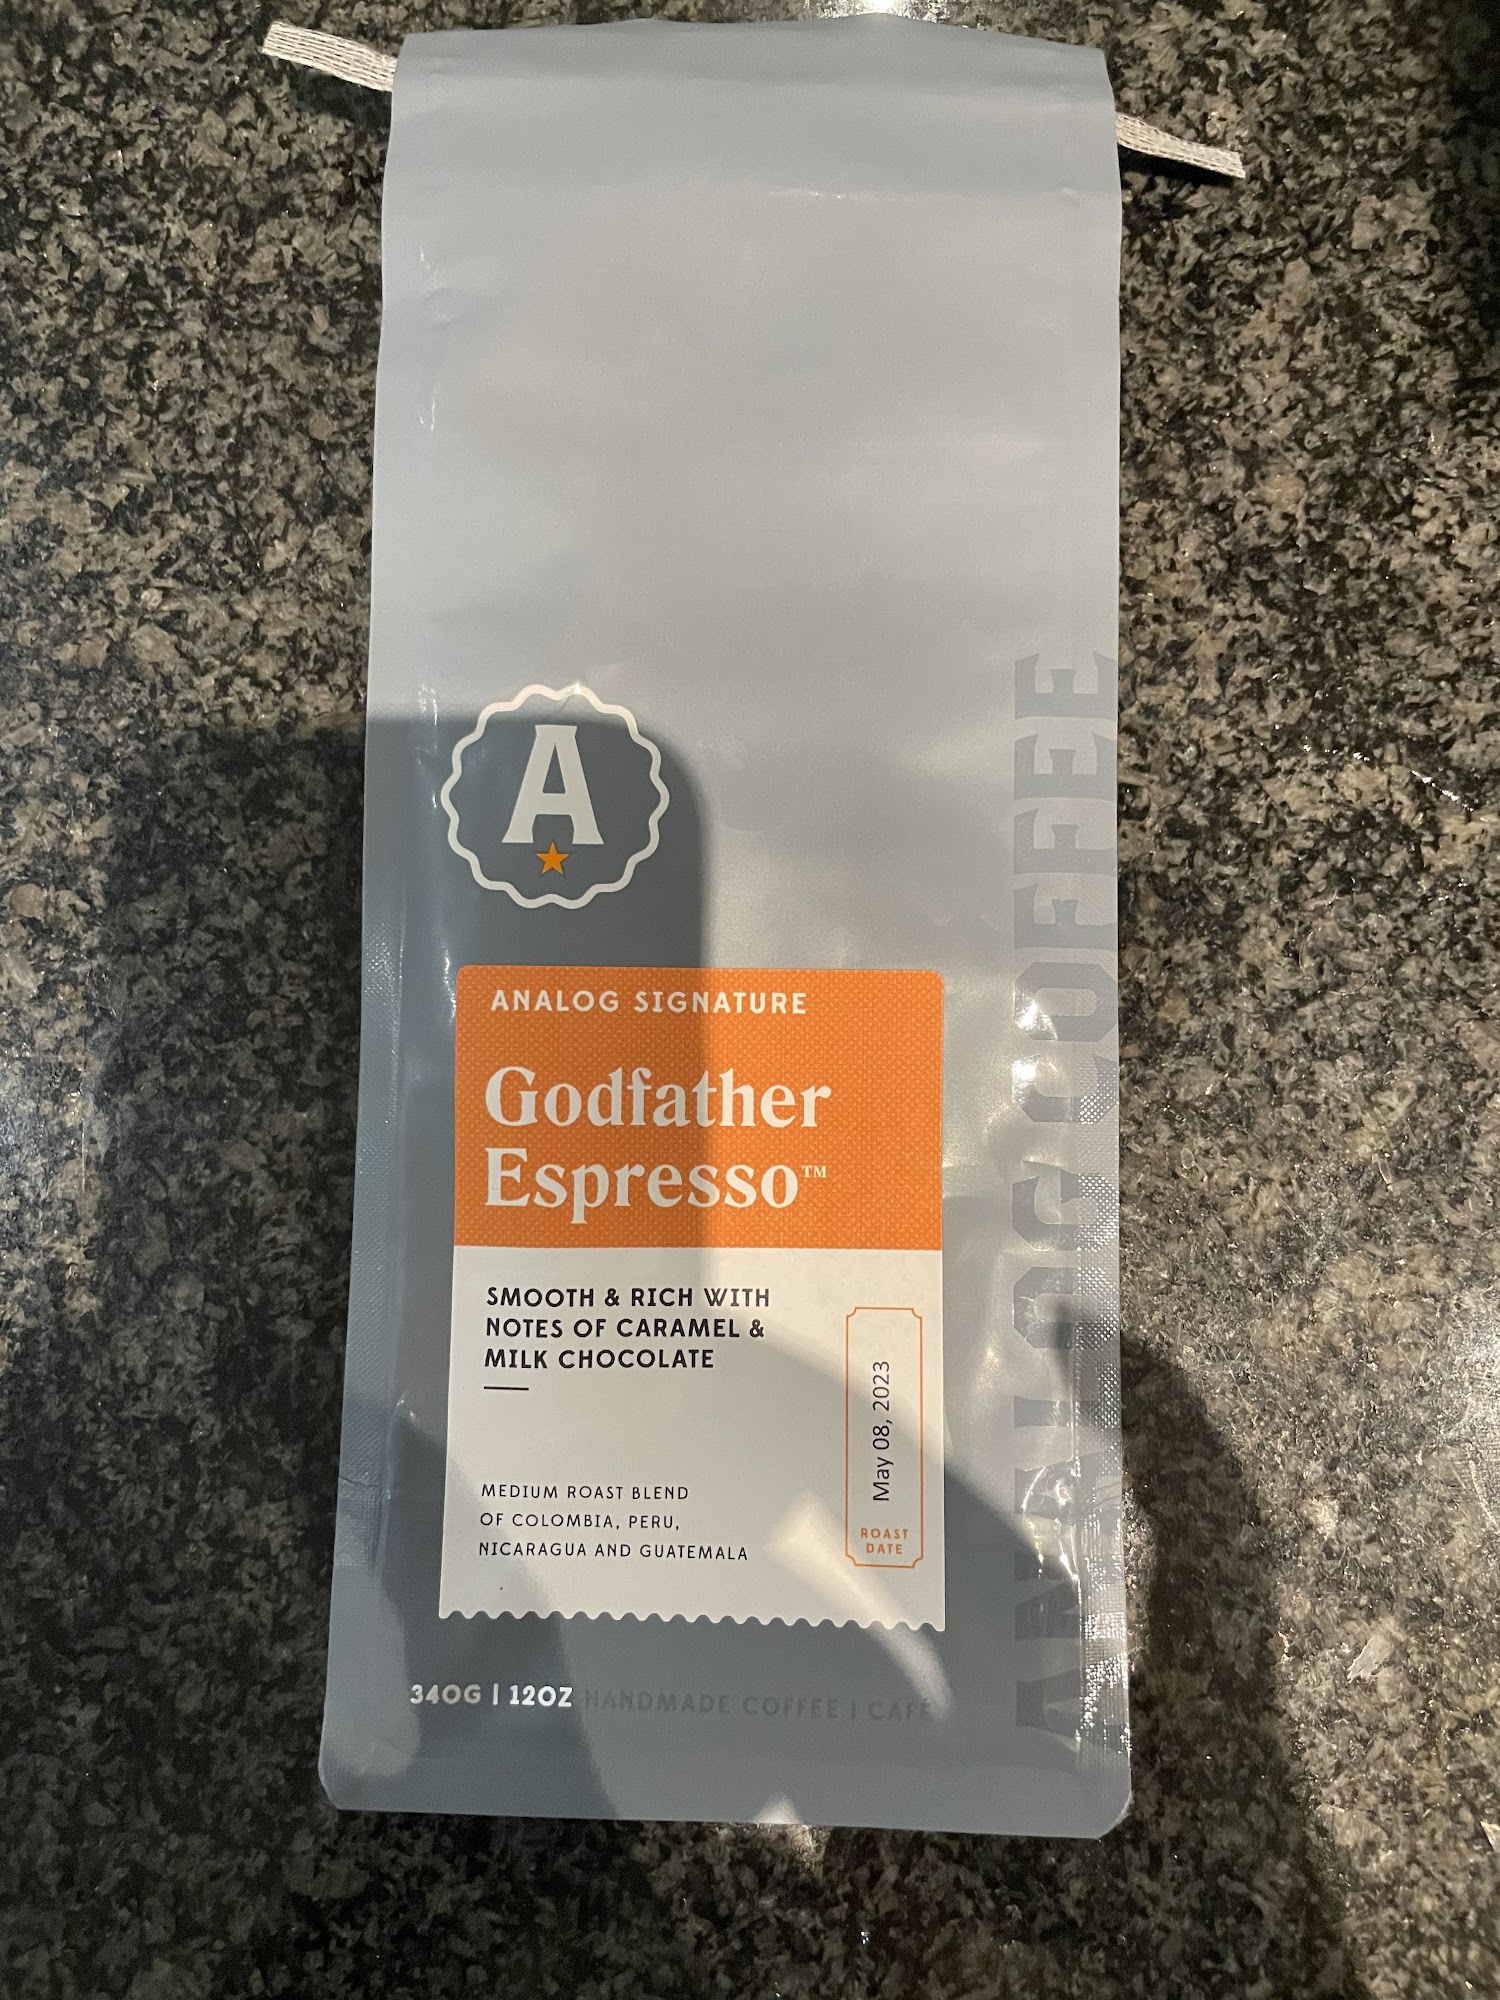 A
ANALOG SIGNATURE
Godfather
Espresso™
SMOOTH & RICH WITH
NOTES OF CARAMEL &
MILK CHOCOLATE
MEDIUM ROAST BLEND
OF COLOMBIA, PERU,
NICARAGUA AND GUATEMALA
May 08, 2023
ROAST
DATE
340G | 12OZ HANDMADE COFFEE | CAFÉ
ANALOG COFFEE